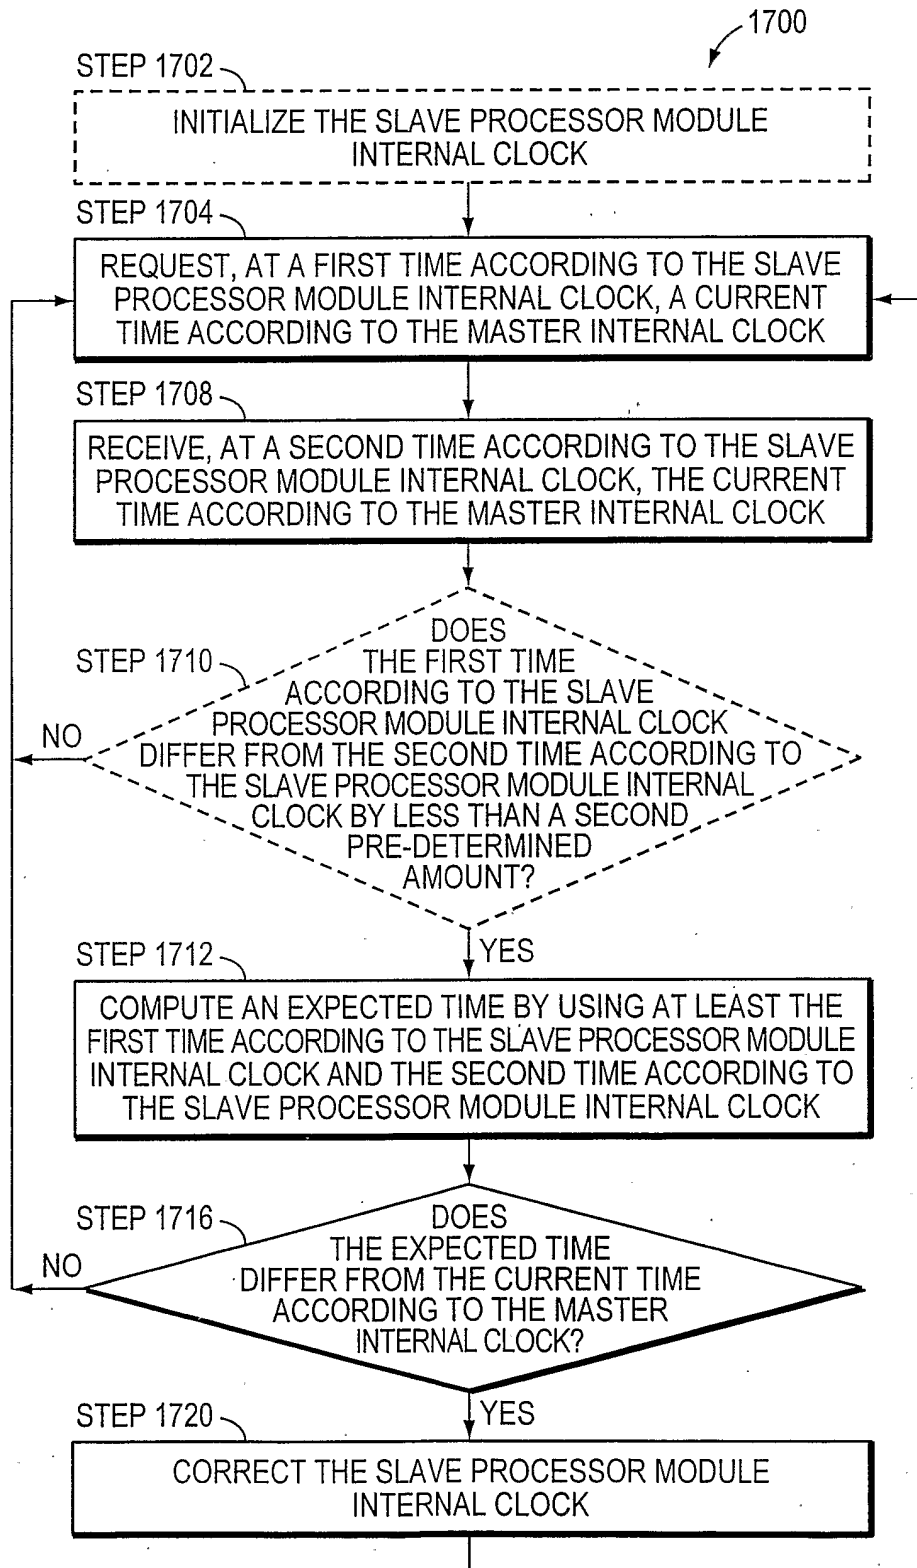 1700
STEP 1702
INITIALIZE THE SLAVE PROCESSOR MODULE
INTERNAL CLOCK
STEP 1704
REQUEST, AT A FIRST TIME ACCORDING TO THE SLAVE
PROCESSOR MODULE INTERNAL CLOCK, A CURRENT
TIME ACCORDING TO THE MASTER INTERNAL CLOCK
STEP 1708
RECEIVE, AT A SECOND TIME ACCORDING TO THE SLAVE
PROCESSOR MODULE INTERNAL CLOCK, THE CURRENT
TIME ACCORDING TO THE MASTER INTERNAL CLOCK
STEP 1710
DOES
THE FIRST TIME
ACCORDING TO THE SLAVE
PROCESSOR MODULE INTERNAL CLOCK
DIFFER FROM THE SECOND TIME ACCORDING TO
THE SLAVE PROCESSOR MODULE INTERNAL
CLOCK BY LESS THAN A SECOND
PRE-DETERMINED
AMOUNT?
NO
YES
STEP 1712
COMPUTE AN EXPECTED TIME BY USING AT LEAST THE
FIRST TIME ACCORDING TO THE SLAVE PROCESSOR MODULE
INTERNAL CLOCK AND THE SECOND TIME ACCORDING TO
THE SLAVE PROCESSOR MODULE INTERNAL CLOCK
STEP 1716
DOES
THE EXPECTED TIME
DIFFER FROM THE CURRENT TIME
ACCORDING TO THE MASTER
INTERNAL CLOCK?
NO
YES
STEP 1720
CORRECT THE SLAVE PROCESSOR MODULE
INTERNAL CLOCK